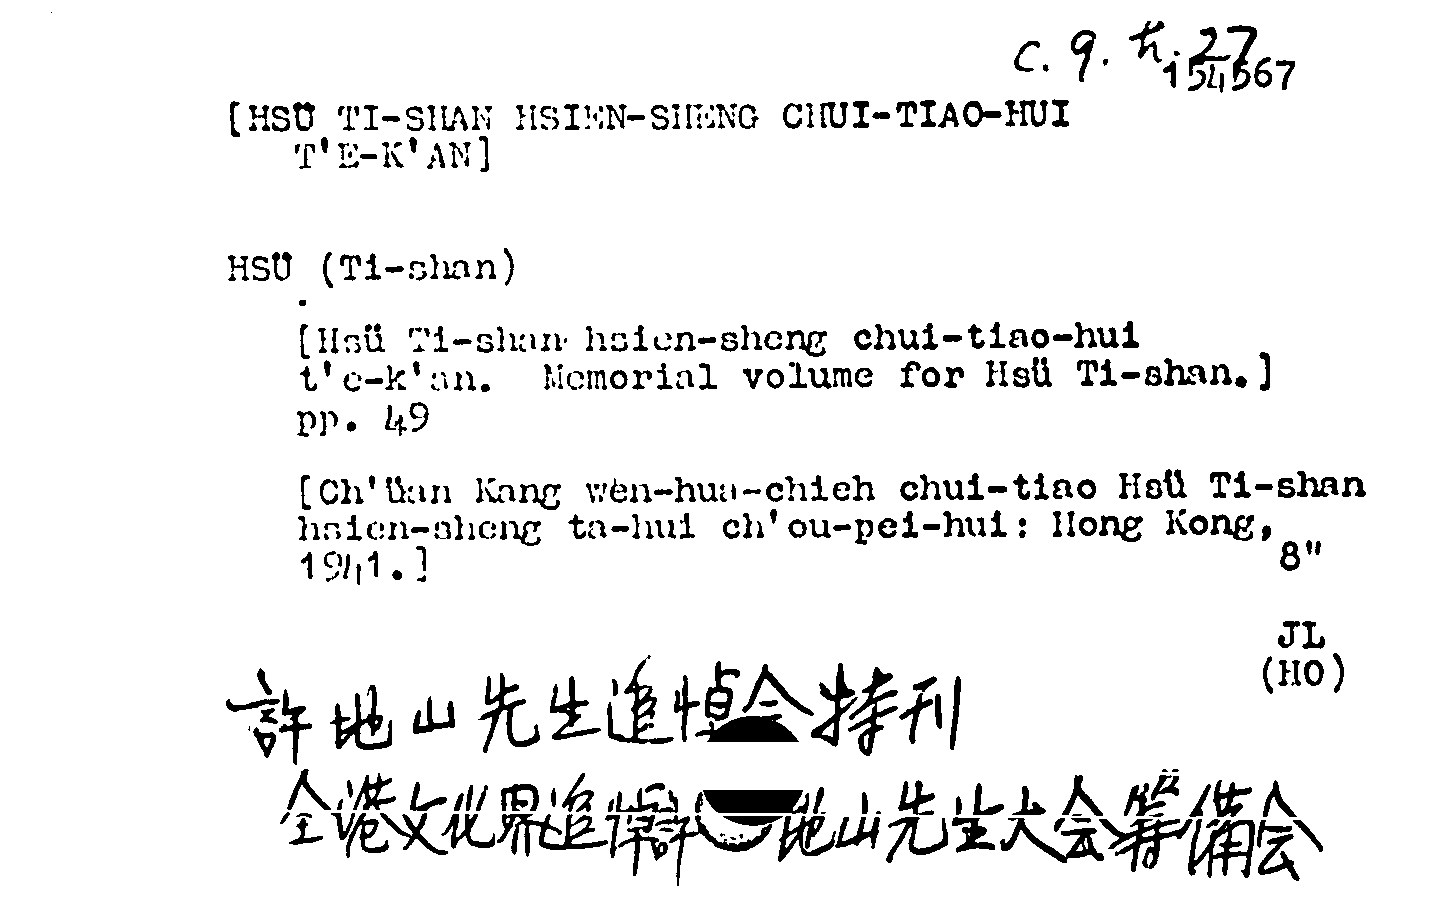 C. 9. ホ. 27
154567
[HSÜ TI-SHAN HSIEN-SHENG CHUI-TIAO-HUI
T'E-K'AN]
HSÜ (Ti-shan)
[Hsü Ti-shan hsien-sheng chui-tiao-hui
t'e-k'an. Memorial volume for Hsü Ti-shan.]
pp. 49
[Ch'üan Kang wen-hua-chieh chui-tiao Hsü Ti-shan
hsien-sheng ta-hui ch'ou-pei-hui: Hong Kong,
1941.]
8"
JL
(HO)
許地山先生追悼会特刊
全港文化界追悼許地山先生大会筹備会